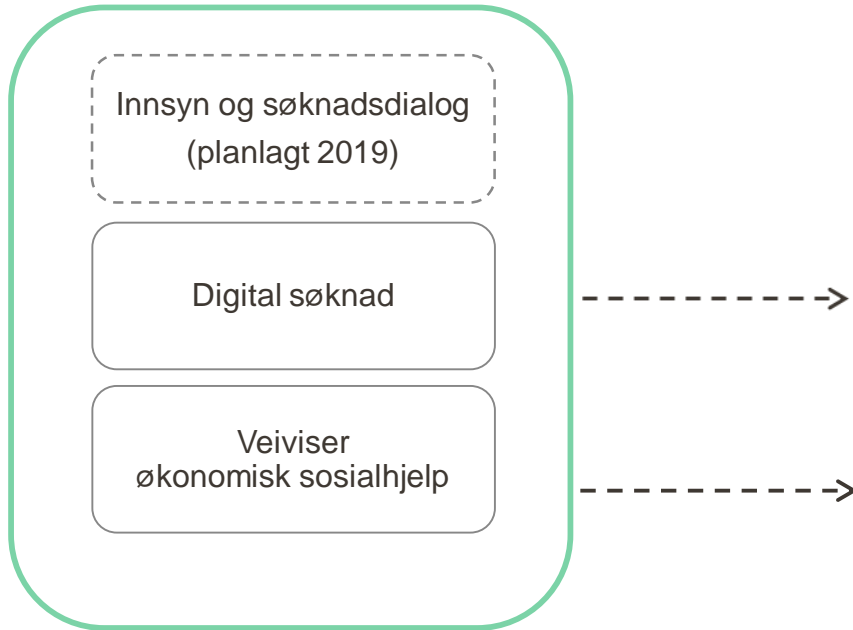 Innsyn og søknadsdialog
(planlagt 2019)
Digital søknad
Veiviser
økonomisk sosialhjelp